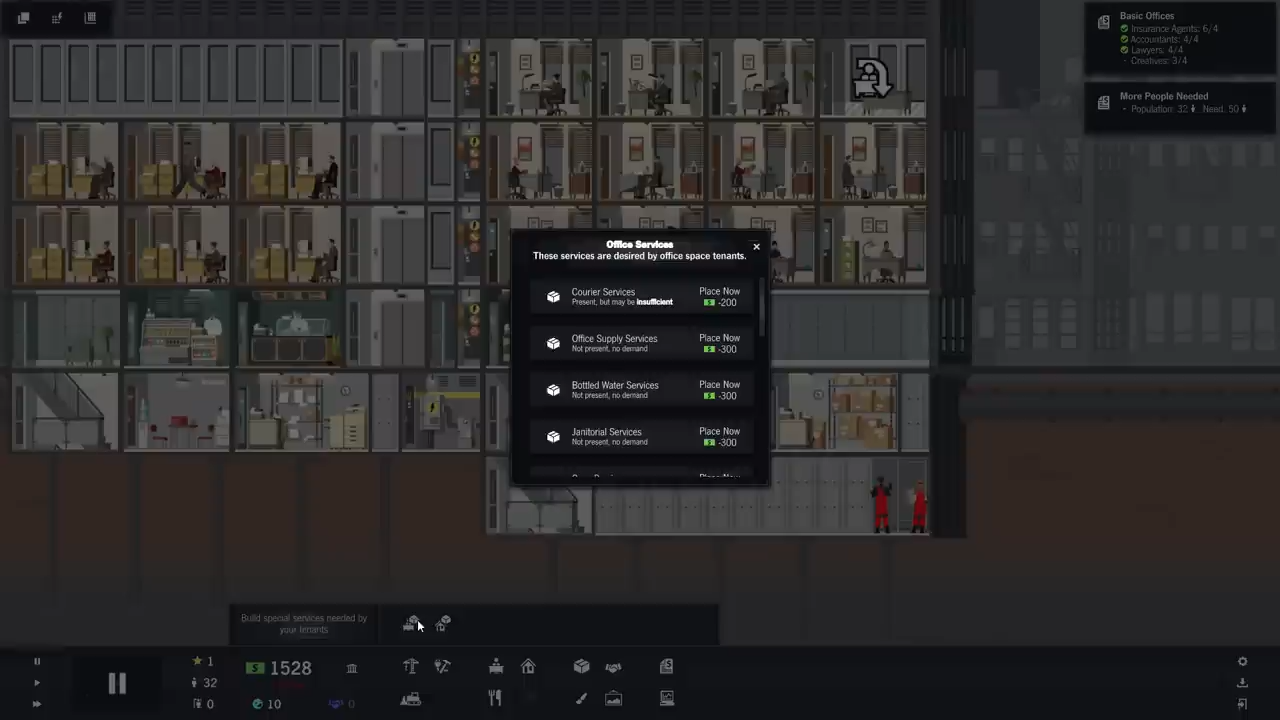 Basic Offices
Insurance Agents: 6/4
Accountants: 4/4
Lawyers: 4/4
- Creatives: 3/4
More People Needed
- Population: 32 Need: 50
Office Services
These services are desired by office space tenants.
Courier Services
Present, but may be insufficient
Place Now
-200
Office Supply Services
Not present, no demand
Place Now
-300
Bottled Water Services
Not present, no demand
Place Now
-300
Janitorial Services
Not present, no demand
Place Now
-300
Place Now
Build special services needed by
your tenants
1
1528
32
0
10
0